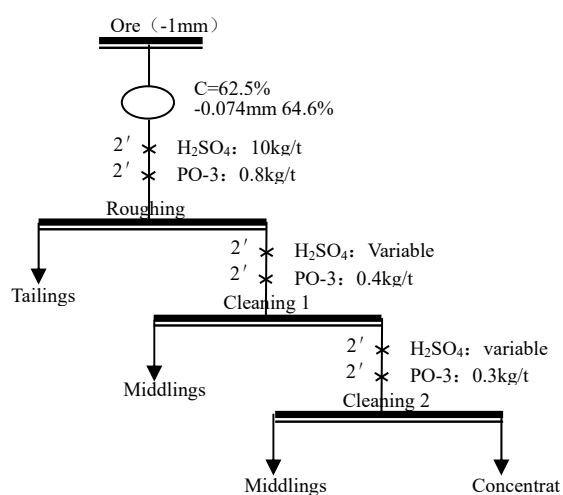 Ore（-1mm）
C=62.5%
-0.074mm 64.6%
2′ H₂SO₄：10kg/t
2′ PO-3：0.8kg/t
Roughing
2′ H₂SO₄：Variable
2′ PO-3：0.4kg/t
Tailings
Cleaning 1
2′ H₂SO₄：variable
2′ PO-3：0.3kg/t
Middlings
Cleaning 2
Middlings
Concentrat